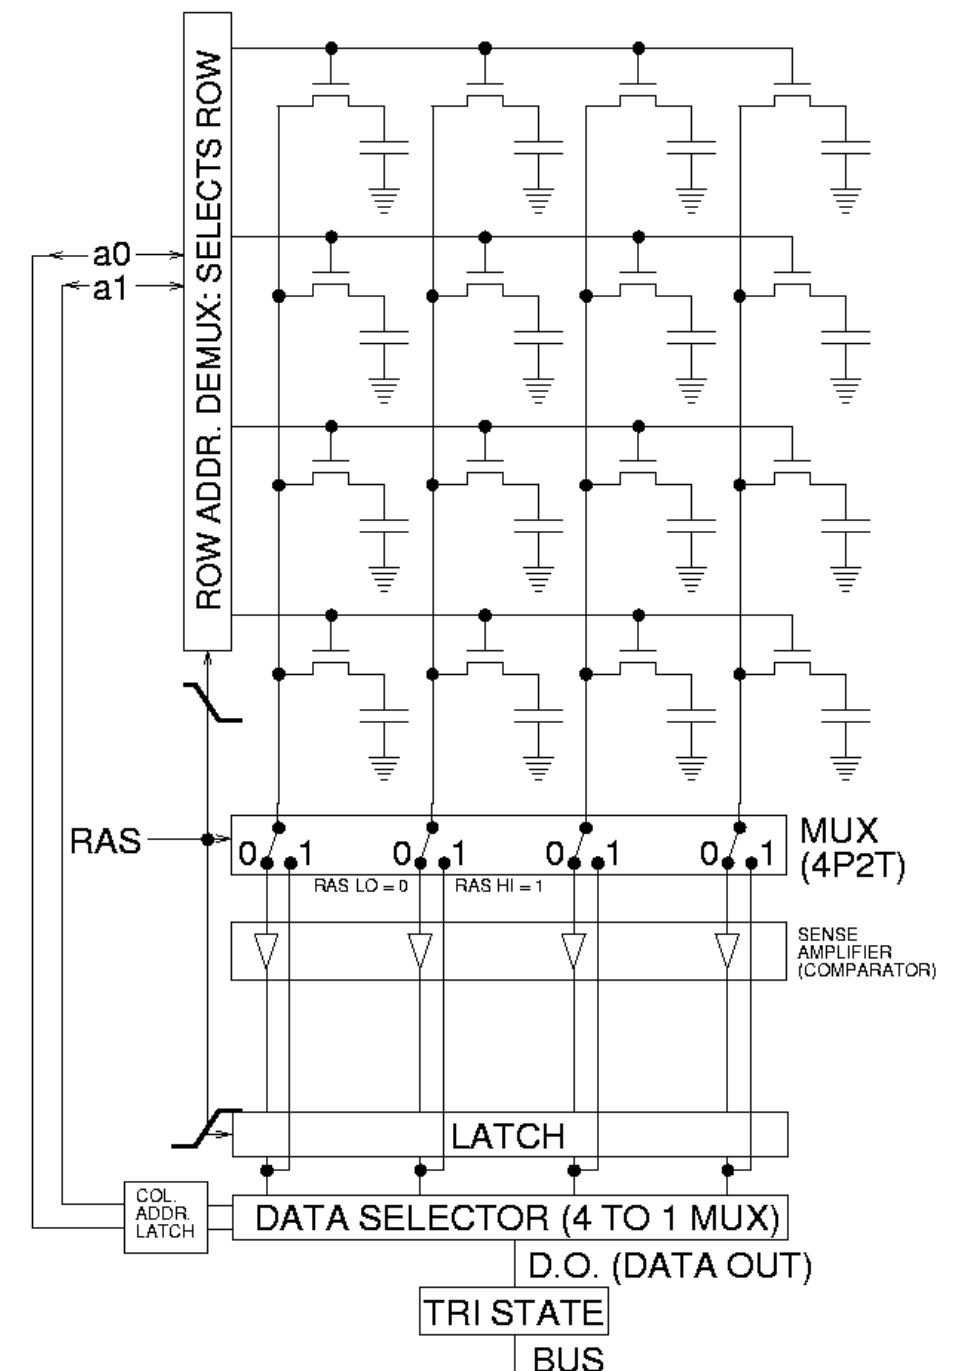 ROW ADDR. DEMUX: SELECTS ROW
a0
a1
RAS
0 1 0 1 0 1 0 1
MUX
(4P2T)
RAS LO = 0
RAS HI = 1
SENSE
AMPLIFIER
(COMPARATOR)
LATCH
COL.
ADDR.
LATCH
DATA SELECTOR (4 TO 1 MUX)
D.O. (DATA OUT)
TRI STATE
BUS